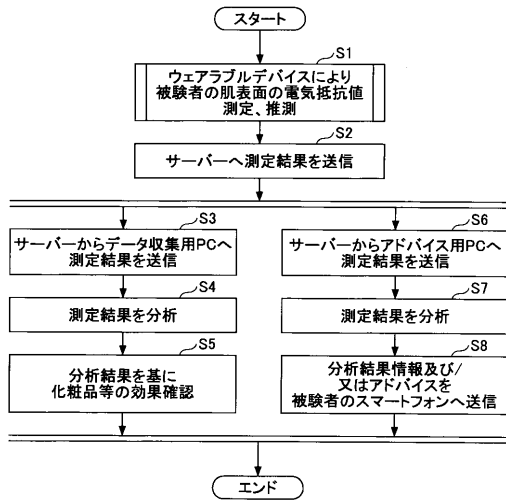 スタート
S1
ウェアラブルデバイスにより
被験者の肌表面の電気抵抗値
測定、推測
S2
サーバーへ測定結果を送信
S3
サーバーからデータ収集用PCへ
測定結果を送信
S4
測定結果を分析
S5
分析結果を基に
化粧品等の効果確認
S6
サーバーからアドバイス用PCへ
測定結果を送信
S7
測定結果を分析
S8
分析結果情報及び/
又はアドバイスを
被験者のスマートフォンへ送信
エンド